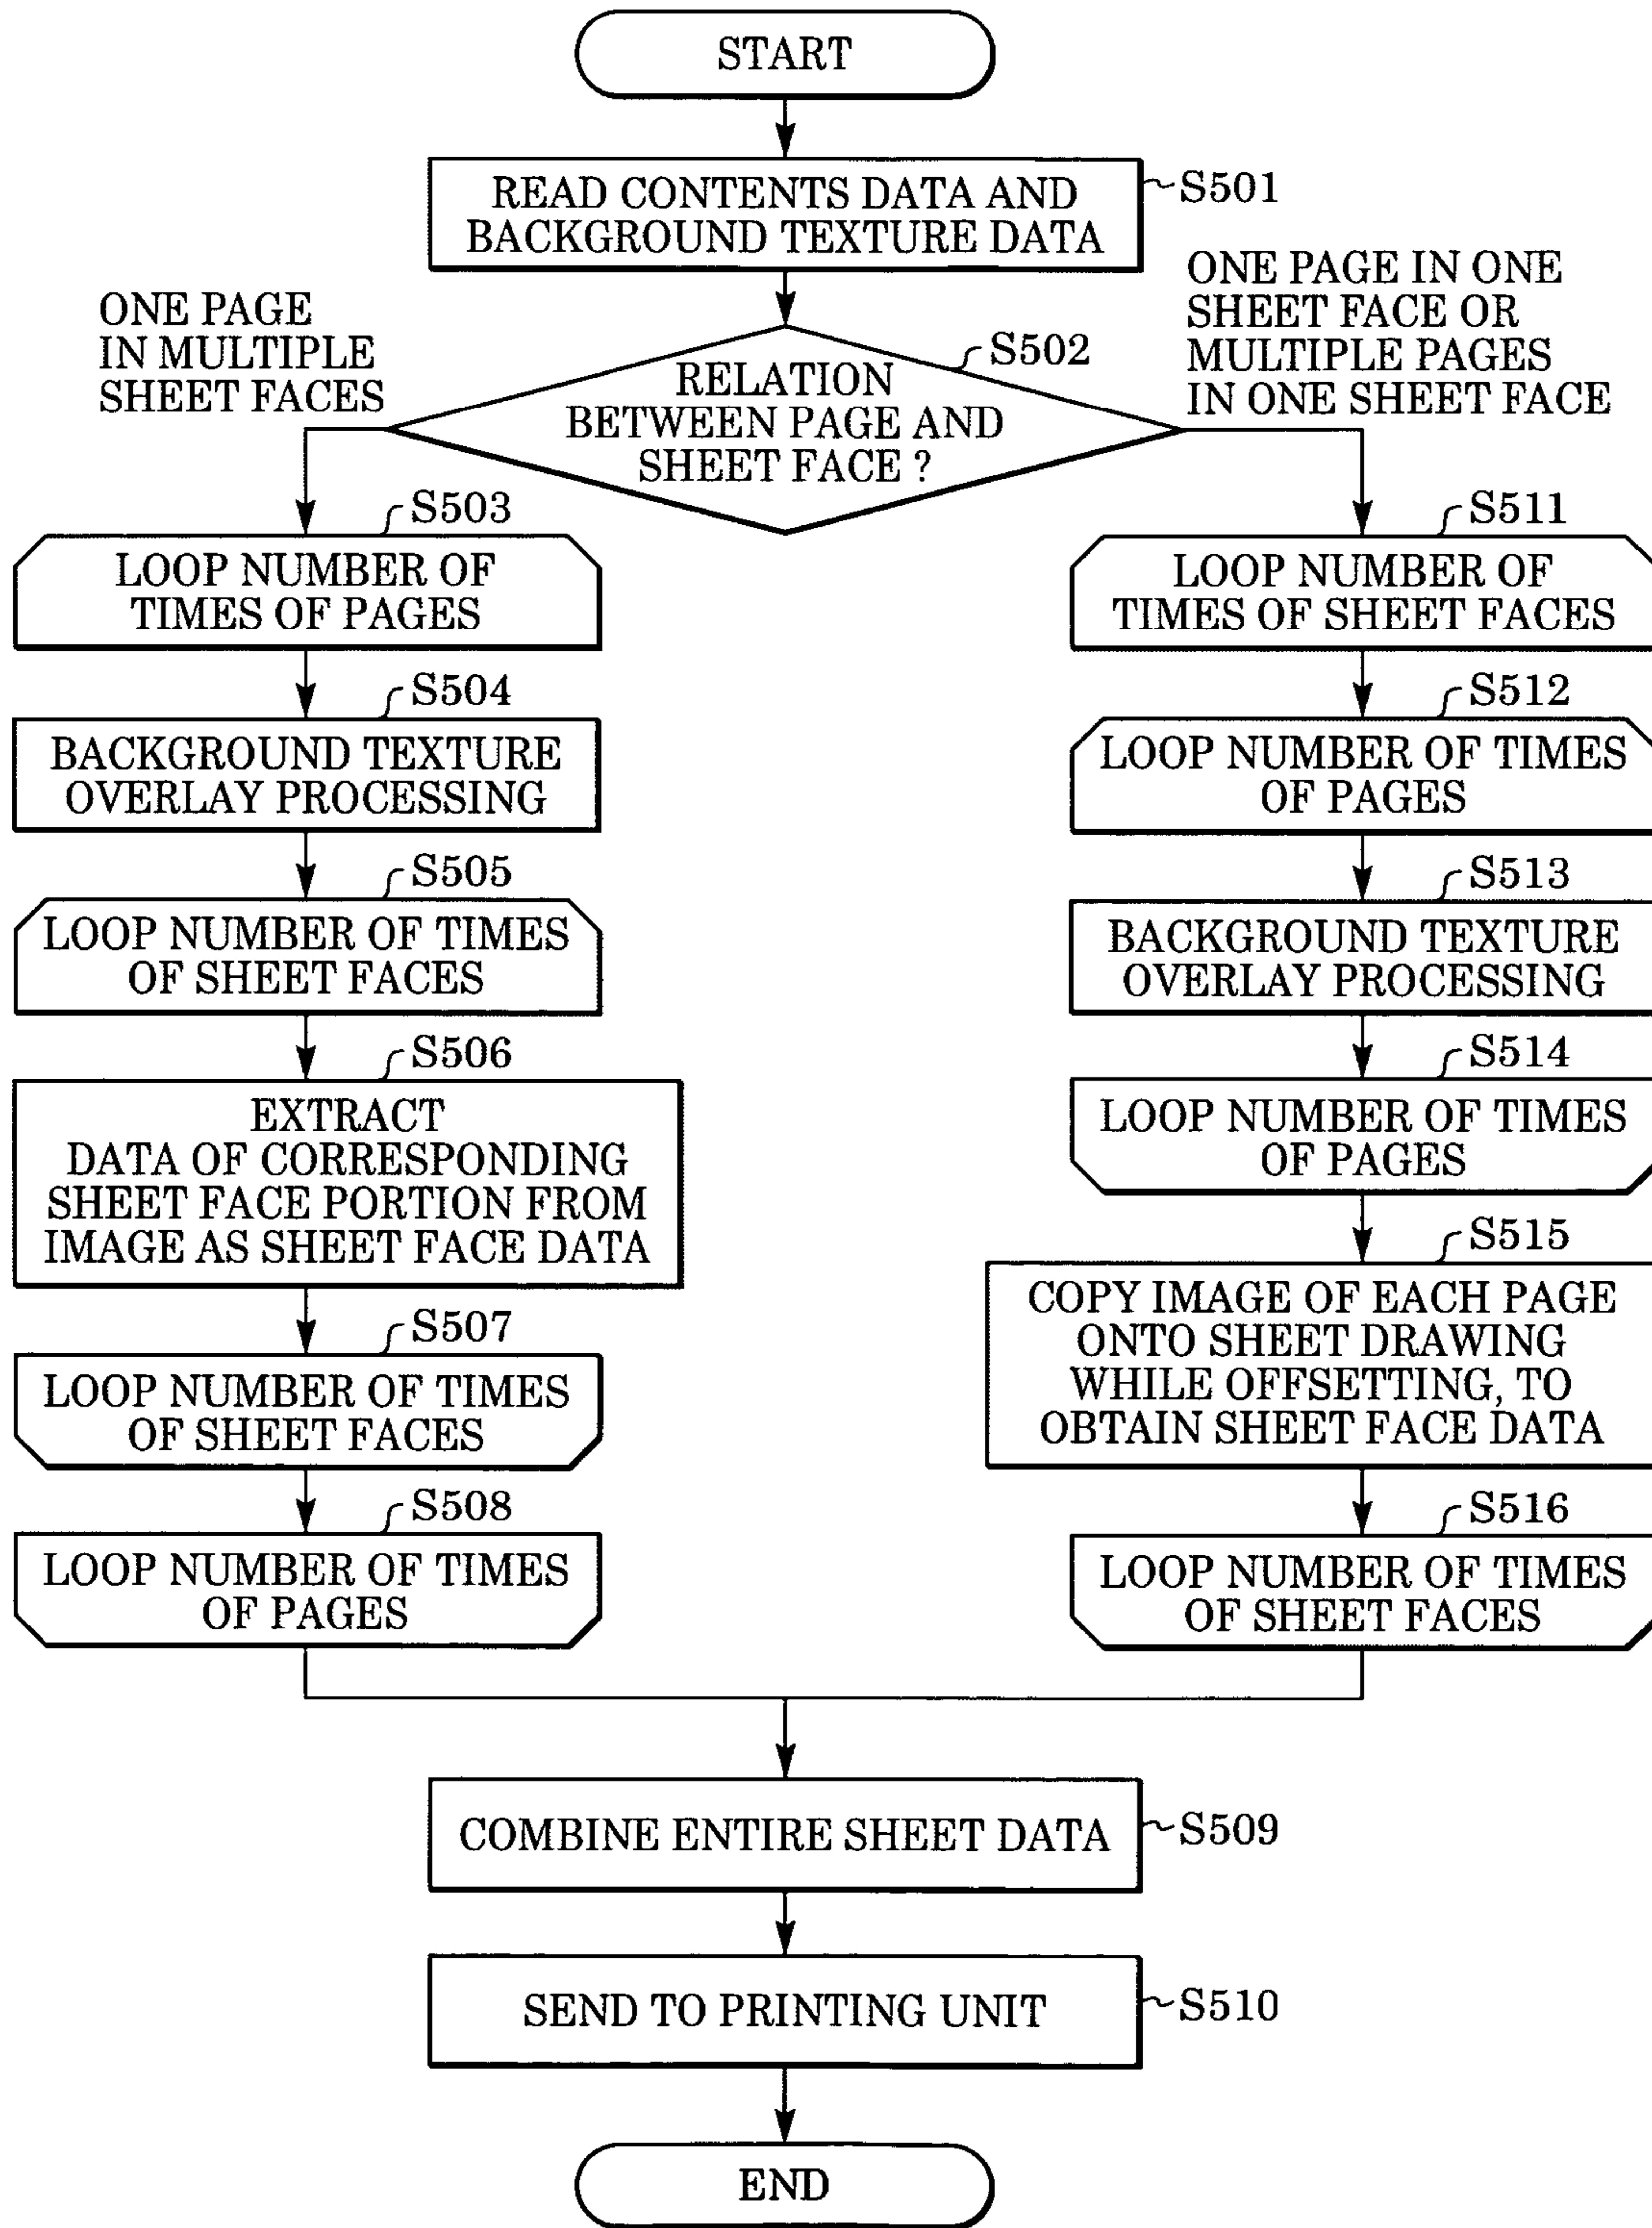 START
READ CONTENTS DATA AND
BACKGROUND TEXTURE DATA
S501
ONE PAGE
IN MULTIPLE
SHEET FACES
S502
RELATION
BETWEEN PAGE AND
SHEET FACE ?
ONE PAGE IN ONE
SHEET FACE OR
MULTIPLE PAGES
IN ONE SHEET FACE
S503
LOOP NUMBER OF
TIMES OF PAGES
S504
BACKGROUND TEXTURE
OVERLAY PROCESSING
S505
LOOP NUMBER OF TIMES
OF SHEET FACES
S506
EXTRACT
DATA OF CORRESPONDING
SHEET FACE PORTION FROM
IMAGE AS SHEET FACE DATA
S507
LOOP NUMBER OF TIMES
OF SHEET FACES
S508
LOOP NUMBER OF TIMES
OF PAGES
S511
LOOP NUMBER OF
TIMES OF SHEET FACES
S512
LOOP NUMBER OF TIMES
OF PAGES
S513
BACKGROUND TEXTURE
OVERLAY PROCESSING
S514
LOOP NUMBER OF TIMES
OF PAGES
S515
COPY IMAGE OF EACH PAGE
ONTO SHEET DRAWING
WHILE OFFSETTING, TO
OBTAIN SHEET FACE DATA
S516
LOOP NUMBER OF TIMES
OF SHEET FACES
COMBINE ENTIRE SHEET DATA
S509
SEND TO PRINTING UNIT
S510
END